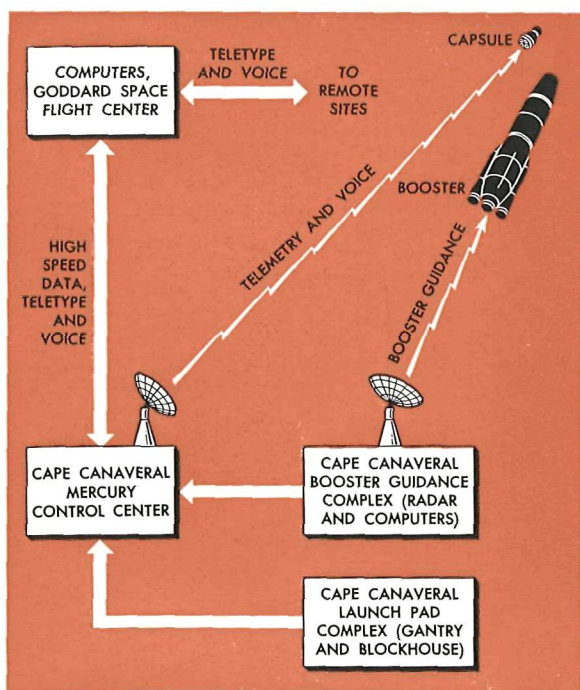 CAPSULE
COMPUTERS,
GODDARD SPACE
FLIGHT CENTER
TELETYPE
AND VOICE
TO
REMOTE
SITES
BOOSTER
TELEMETRY AND VOICE
BOOSTER GUIDANCE
HIGH
SPEED
DATA,
TELETYPE
AND
VOICE
CAPE CANAVERAL
MERCURY
CONTROL CENTER
CAPE CANAVERAL
BOOSTER GUIDANCE
COMPLEX (RADAR
AND COMPUTERS)
CAPE CANAVERAL
LAUNCH PAD
COMPLEX (GANTRY
AND BLOCKHOUSE)